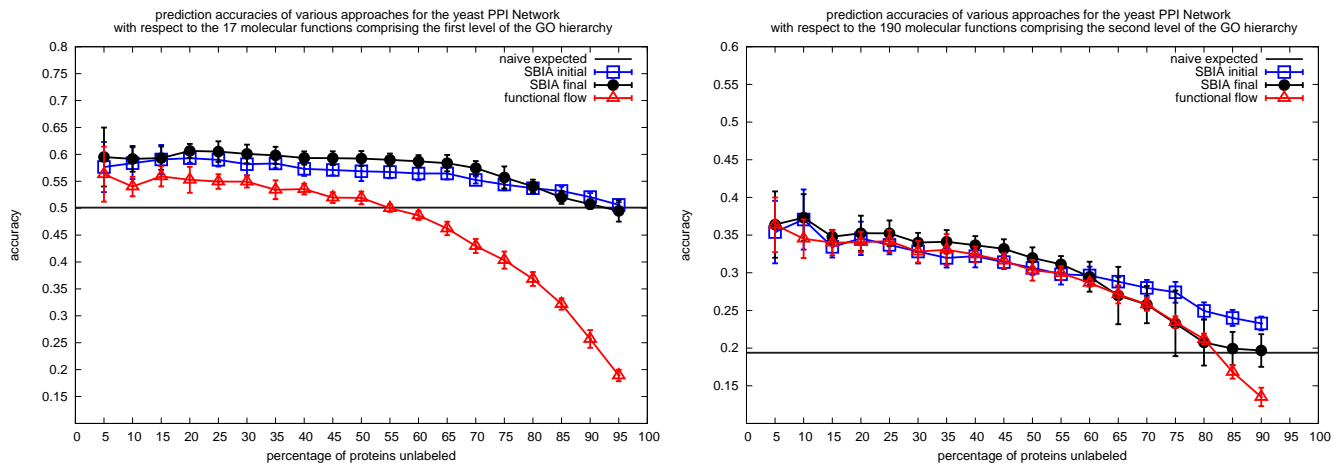 prediction accuracies of various approaches for the yeast PPI Network
with respect to the 17 molecular functions comprising the first level of the GO hierarchy
naive expected
SBIA initial
SBIA final
functional flow
accuracy
0.8
0.75
0.7
0.65
0.6
0.55
0.5
0.45
0.4
0.35
0.3
0.25
0.2
0.15
0 5 10 15 20 25 30 35 40 45 50 55 60 65 70 75 80 85 90 95 100
percentage of proteins unlabeled
prediction accuracies of various approaches for the yeast PPI Network
with respect to the 190 molecular functions comprising the second level of the GO hierarchy
naive expected
SBIA initial
SBIA final
functional flow
accuracy
0.6
0.55
0.5
0.45
0.4
0.35
0.3
0.25
0.2
0.15
0 5 10 15 20 25 30 35 40 45 50 55 60 65 70 75 80 85 90 95 100
percentage of proteins unlabeled